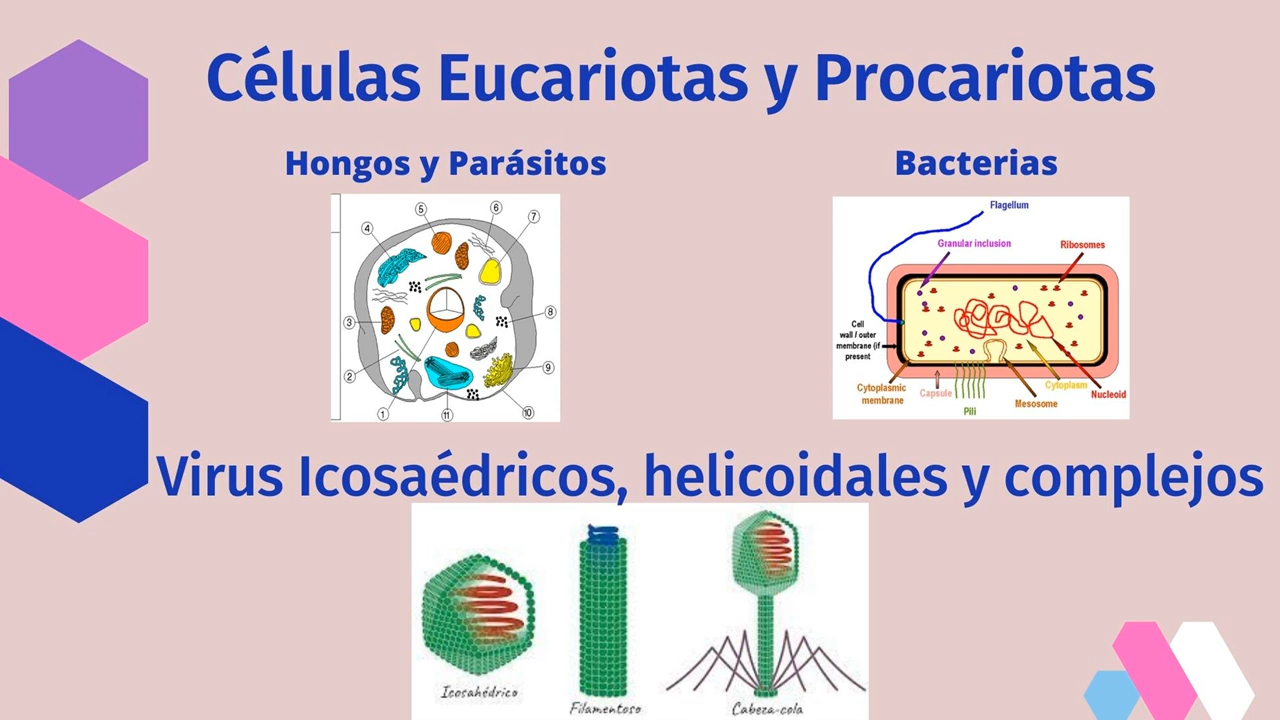 Células Eucariotas y Procariotas
Hongos y Parásitos
Bacterias
5
6
7
4
3
8
2
9
1
11
10
Flagellum
Granular inclusion
Ribosomes
Cell
wall / outer
membrane (if
present
Cytoplasmic
membrane
Capsule
Pili
Mesosome
Cytoplasm
Nucleoid
Virus Icosaédricos, helicoidales y complejos
Icosahédrico
Filamentoso
Cabeza-cola